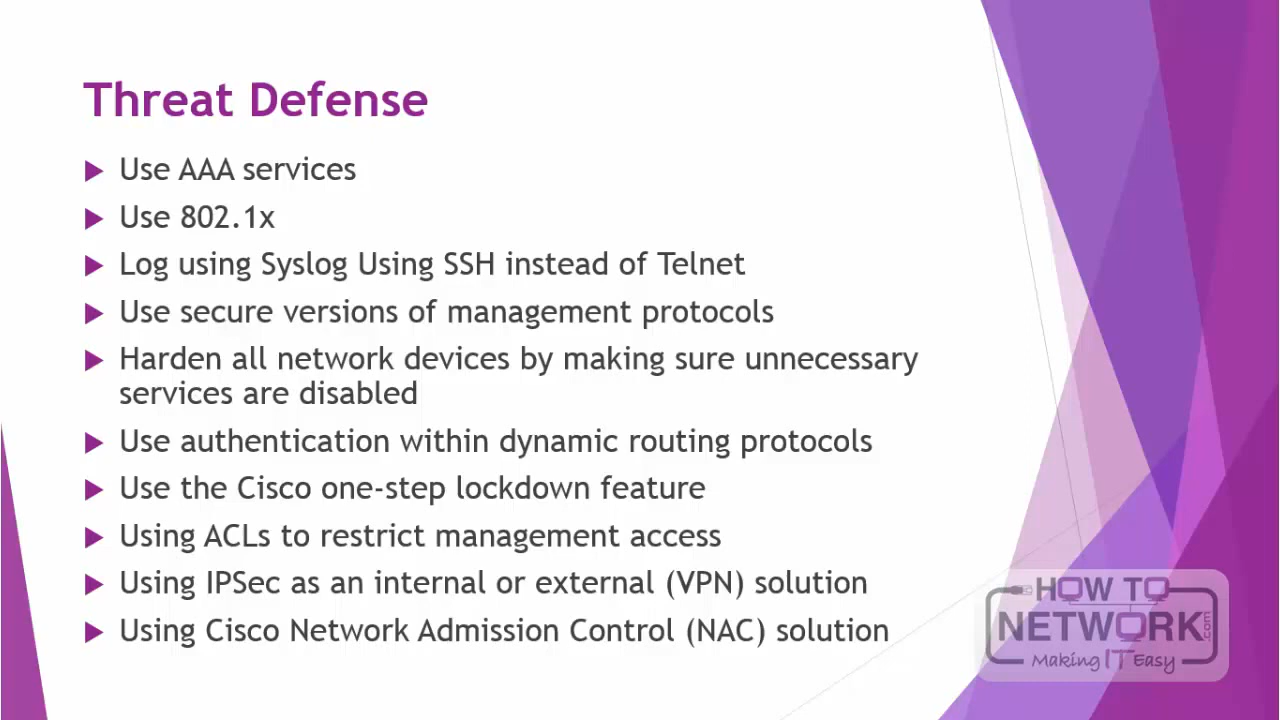 Threat Defense
Use AAA services
Use 802.1x
Log using Syslog Using SSH instead of Telnet
Use secure versions of management protocols
Harden all network devices by making sure unnecessary
services are disabled
Use authentication within dynamic routing protocols
Use the Cisco one-step lockdown feature
Using ACLs to restrict management access
Using IPSec as an internal or external (VPN) solution
Using Cisco Network Admission Control (NAC) solution
HOW TO
NETWORK.com
Making IT Easy